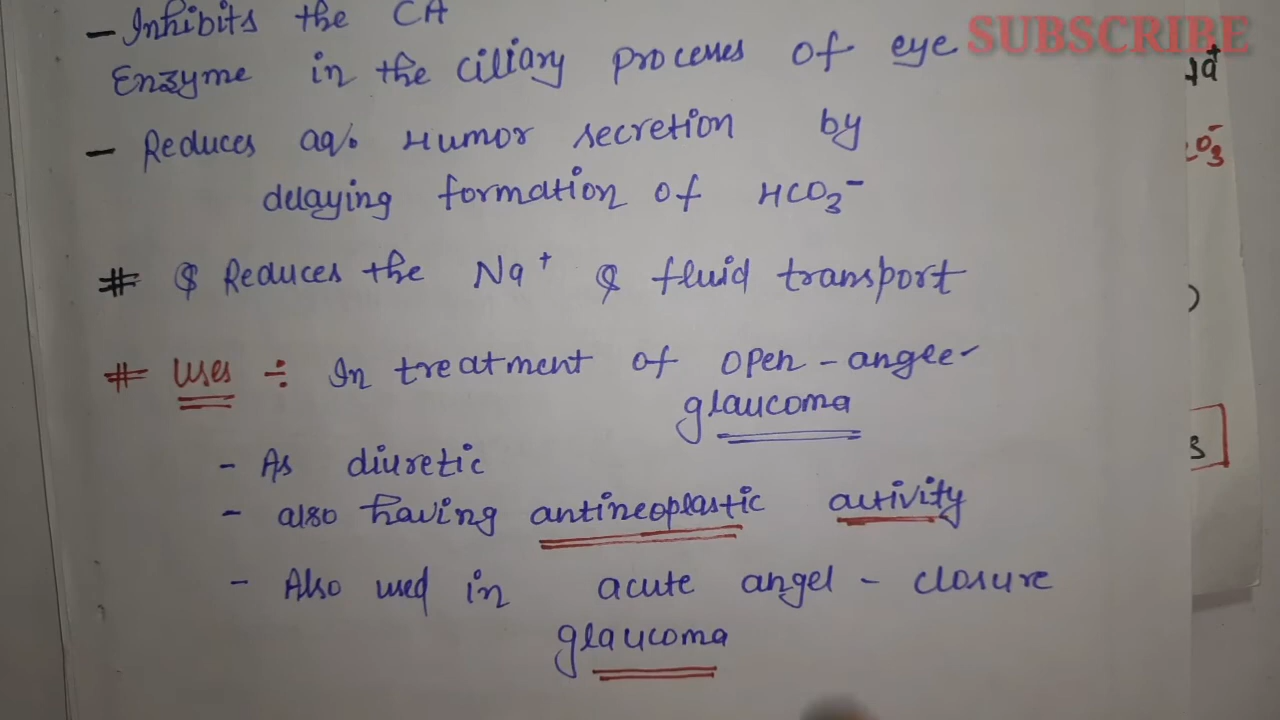 SUBSCRIBE
- Inhibits the CA
Enzyme in the ciliary processes of eye
- Reduces aq. Humor secretion by
delaying formation of HCO3⁻
# & Reduces the Na⁺ & fluid transport
# Uses ÷ In treatment of open-anglee-
glaucoma
- As diuretic
- also having antineoplastic activity
- Also used in acute angel - closure
glaucoma